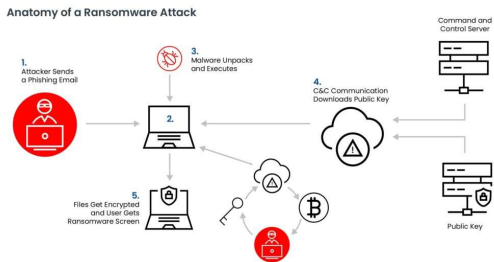 Anatomy of a Ransomware Attack
Command and
Control Server
1.
Attacker Sends
a Phishing Email
3.
Malware Unpacks
and Executes
2.
4.
C&C Communication
Downloads Public Key
5.
Files Get Encrypted
and User Gets
Ransomware Screen
Public Key